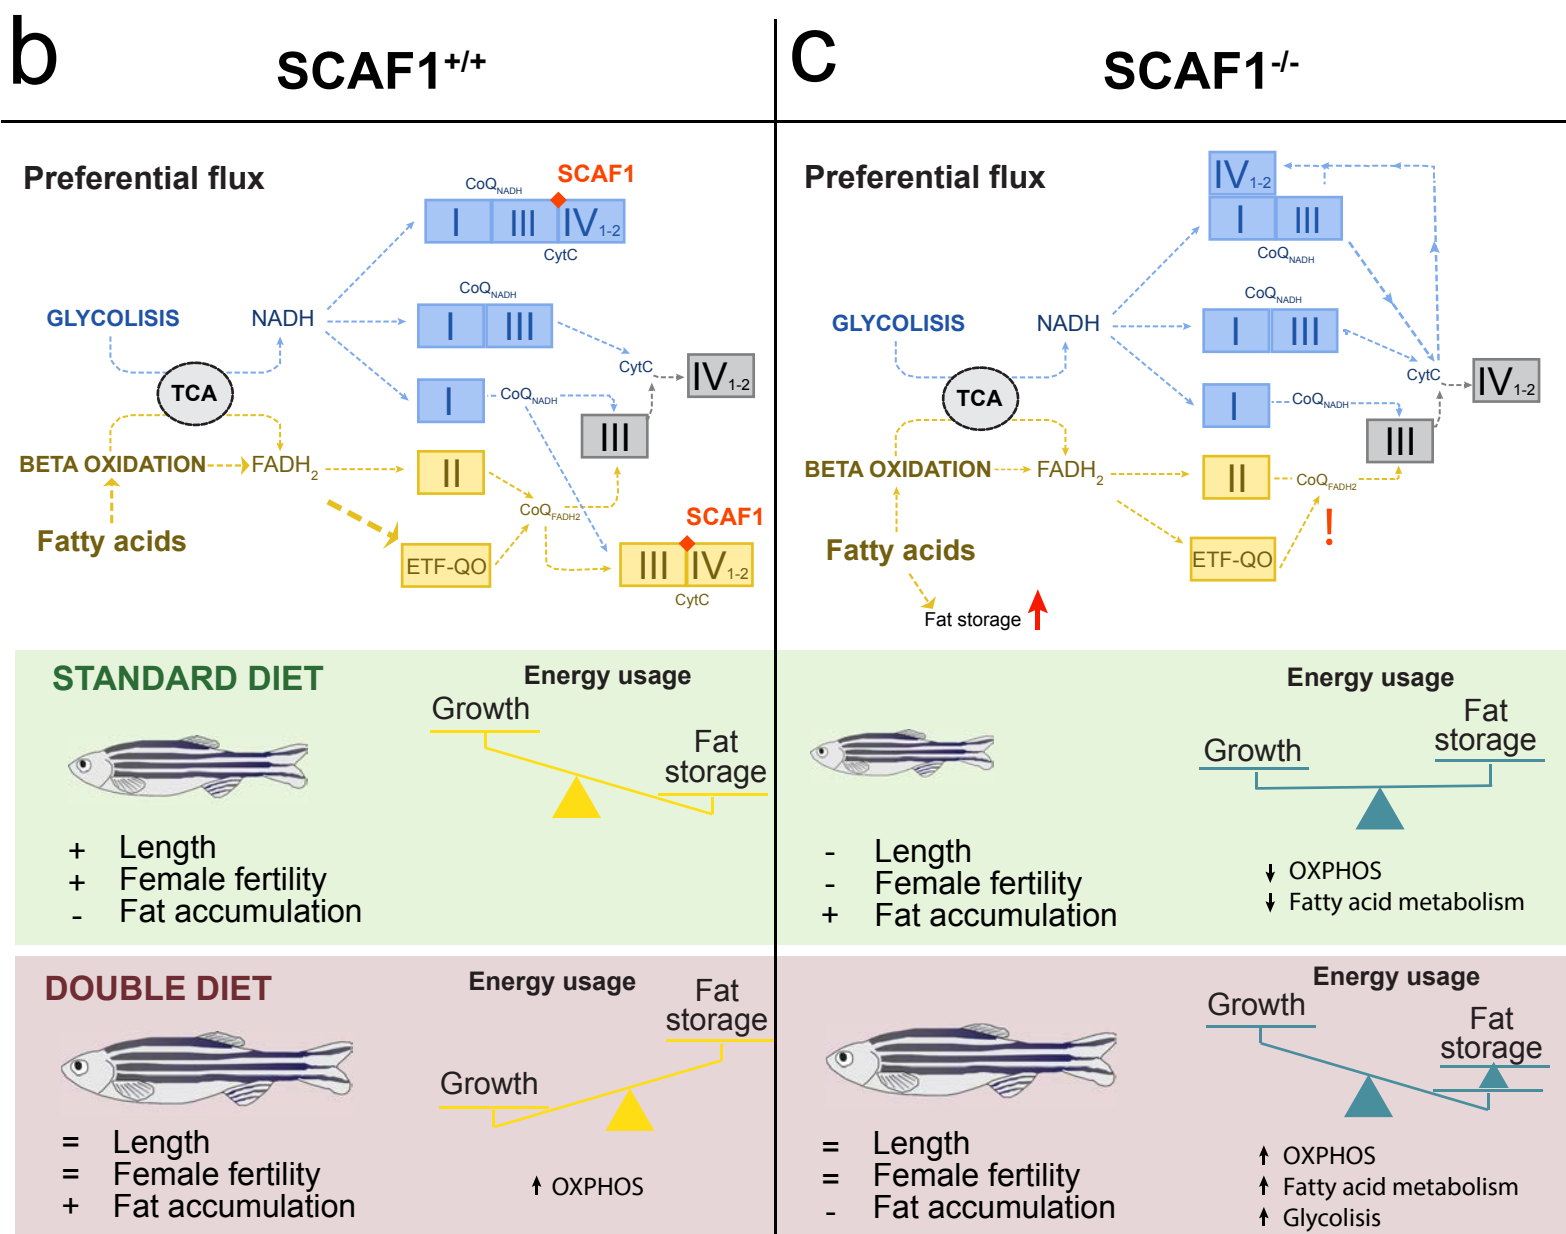 b
SCAF1+/+
Preferential flux
SCAF1
CoQNADH
I III IV1-2
CytC
CoQNADH
GLYCOLISIS
NADH
I III
CytC
IV1-2
TCA
I
CoQNADH
III
BETA OXIDATION
FADH2
II
CoQFADH2
SCAF1
Fatty acids
ETF-QO
III IV1-2
CytC
STANDARD DIET
Energy usage
Growth
Fat
storage
+ Length
+ Female fertility
- Fat accumulation
DOUBLE DIET
Energy usage
Fat
storage
Growth
= Length
= Female fertility
+ Fat accumulation
OXPHOS
c
SCAF1-/-
Preferential flux
IV1-2
I III
CoQNADH
CoQNADH
GLYCOLISIS
NADH
I III
CytC
IV1-2
TCA
I
CoQNADH
III
BETA OXIDATION
FADH2
II
CoQFADH2
!
Fatty acids
ETF-QO
Fat storage
Energy usage
Fat
storage
Growth
- Length
- Female fertility
+ Fat accumulation
OXPHOS
Fatty acid metabolism
Energy usage
Growth
Fat
storage
= Length
= Female fertility
- Fat accumulation
OXPHOS
Fatty acid metabolism
Glycolisis